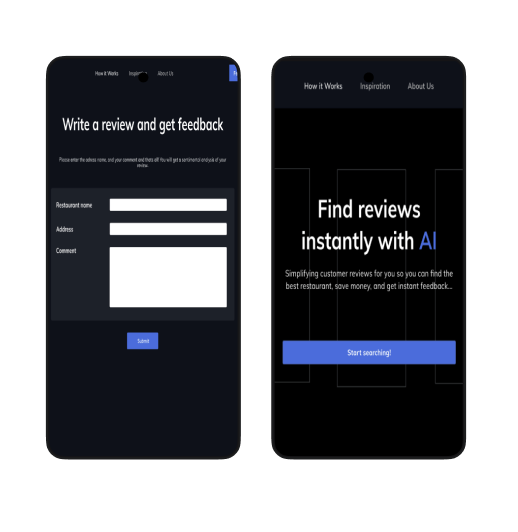 How it Works Inspiration About Us
Write a review and get feedback
Please enter the adress name, and your comment and thats all! You will get a sentimental analysis of your
review.
Restaurant name
Address
Comment
Submit
How it Works Inspiration About Us
Find reviews
instantly with AI
Simplifying customer reviews for you so you can find the
best restaurant, save money, and get instant feedback...
Start searching!